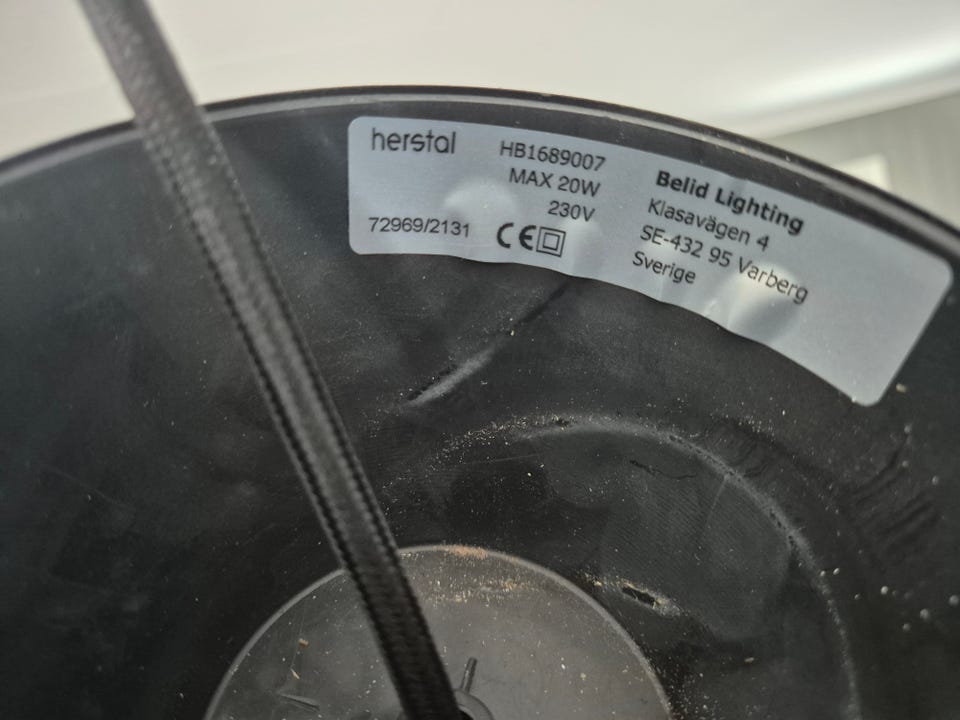 herstal
72969/2131
HB1689007
MAX 20W
230V
CE
Belid Lighting
Klasavägen 4
SE-432 95 Varberg
Sverige